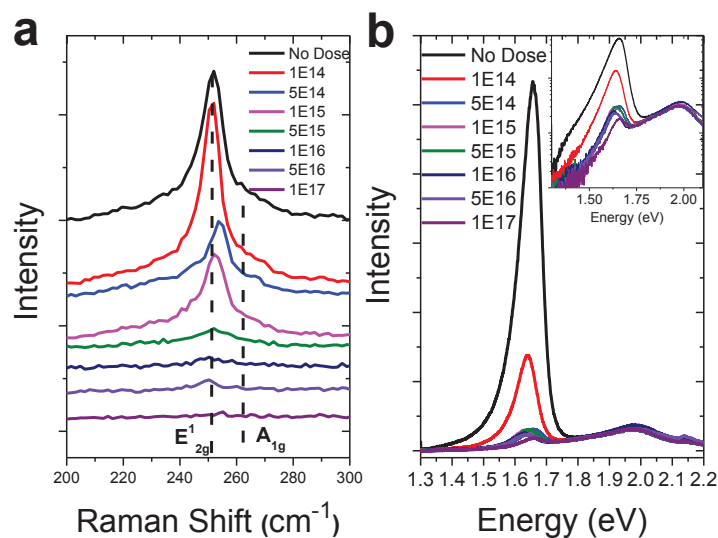 a
No Dose
1E14
5E14
1E15
5E15
1E16
5E16
1E17
Intensity
E¹₂g
A₁g
200 220 240 260 280 300
Raman Shift (cm⁻¹)
b
No Dose
1E14
5E14
1E15
5E15
1E16
5E16
1E17
1.50 1.75 2.00
Energy (eV)
Intensity
1.3 1.4 1.5 1.6 1.7 1.8 1.9 2.0 2.1 2.2
Energy (eV)